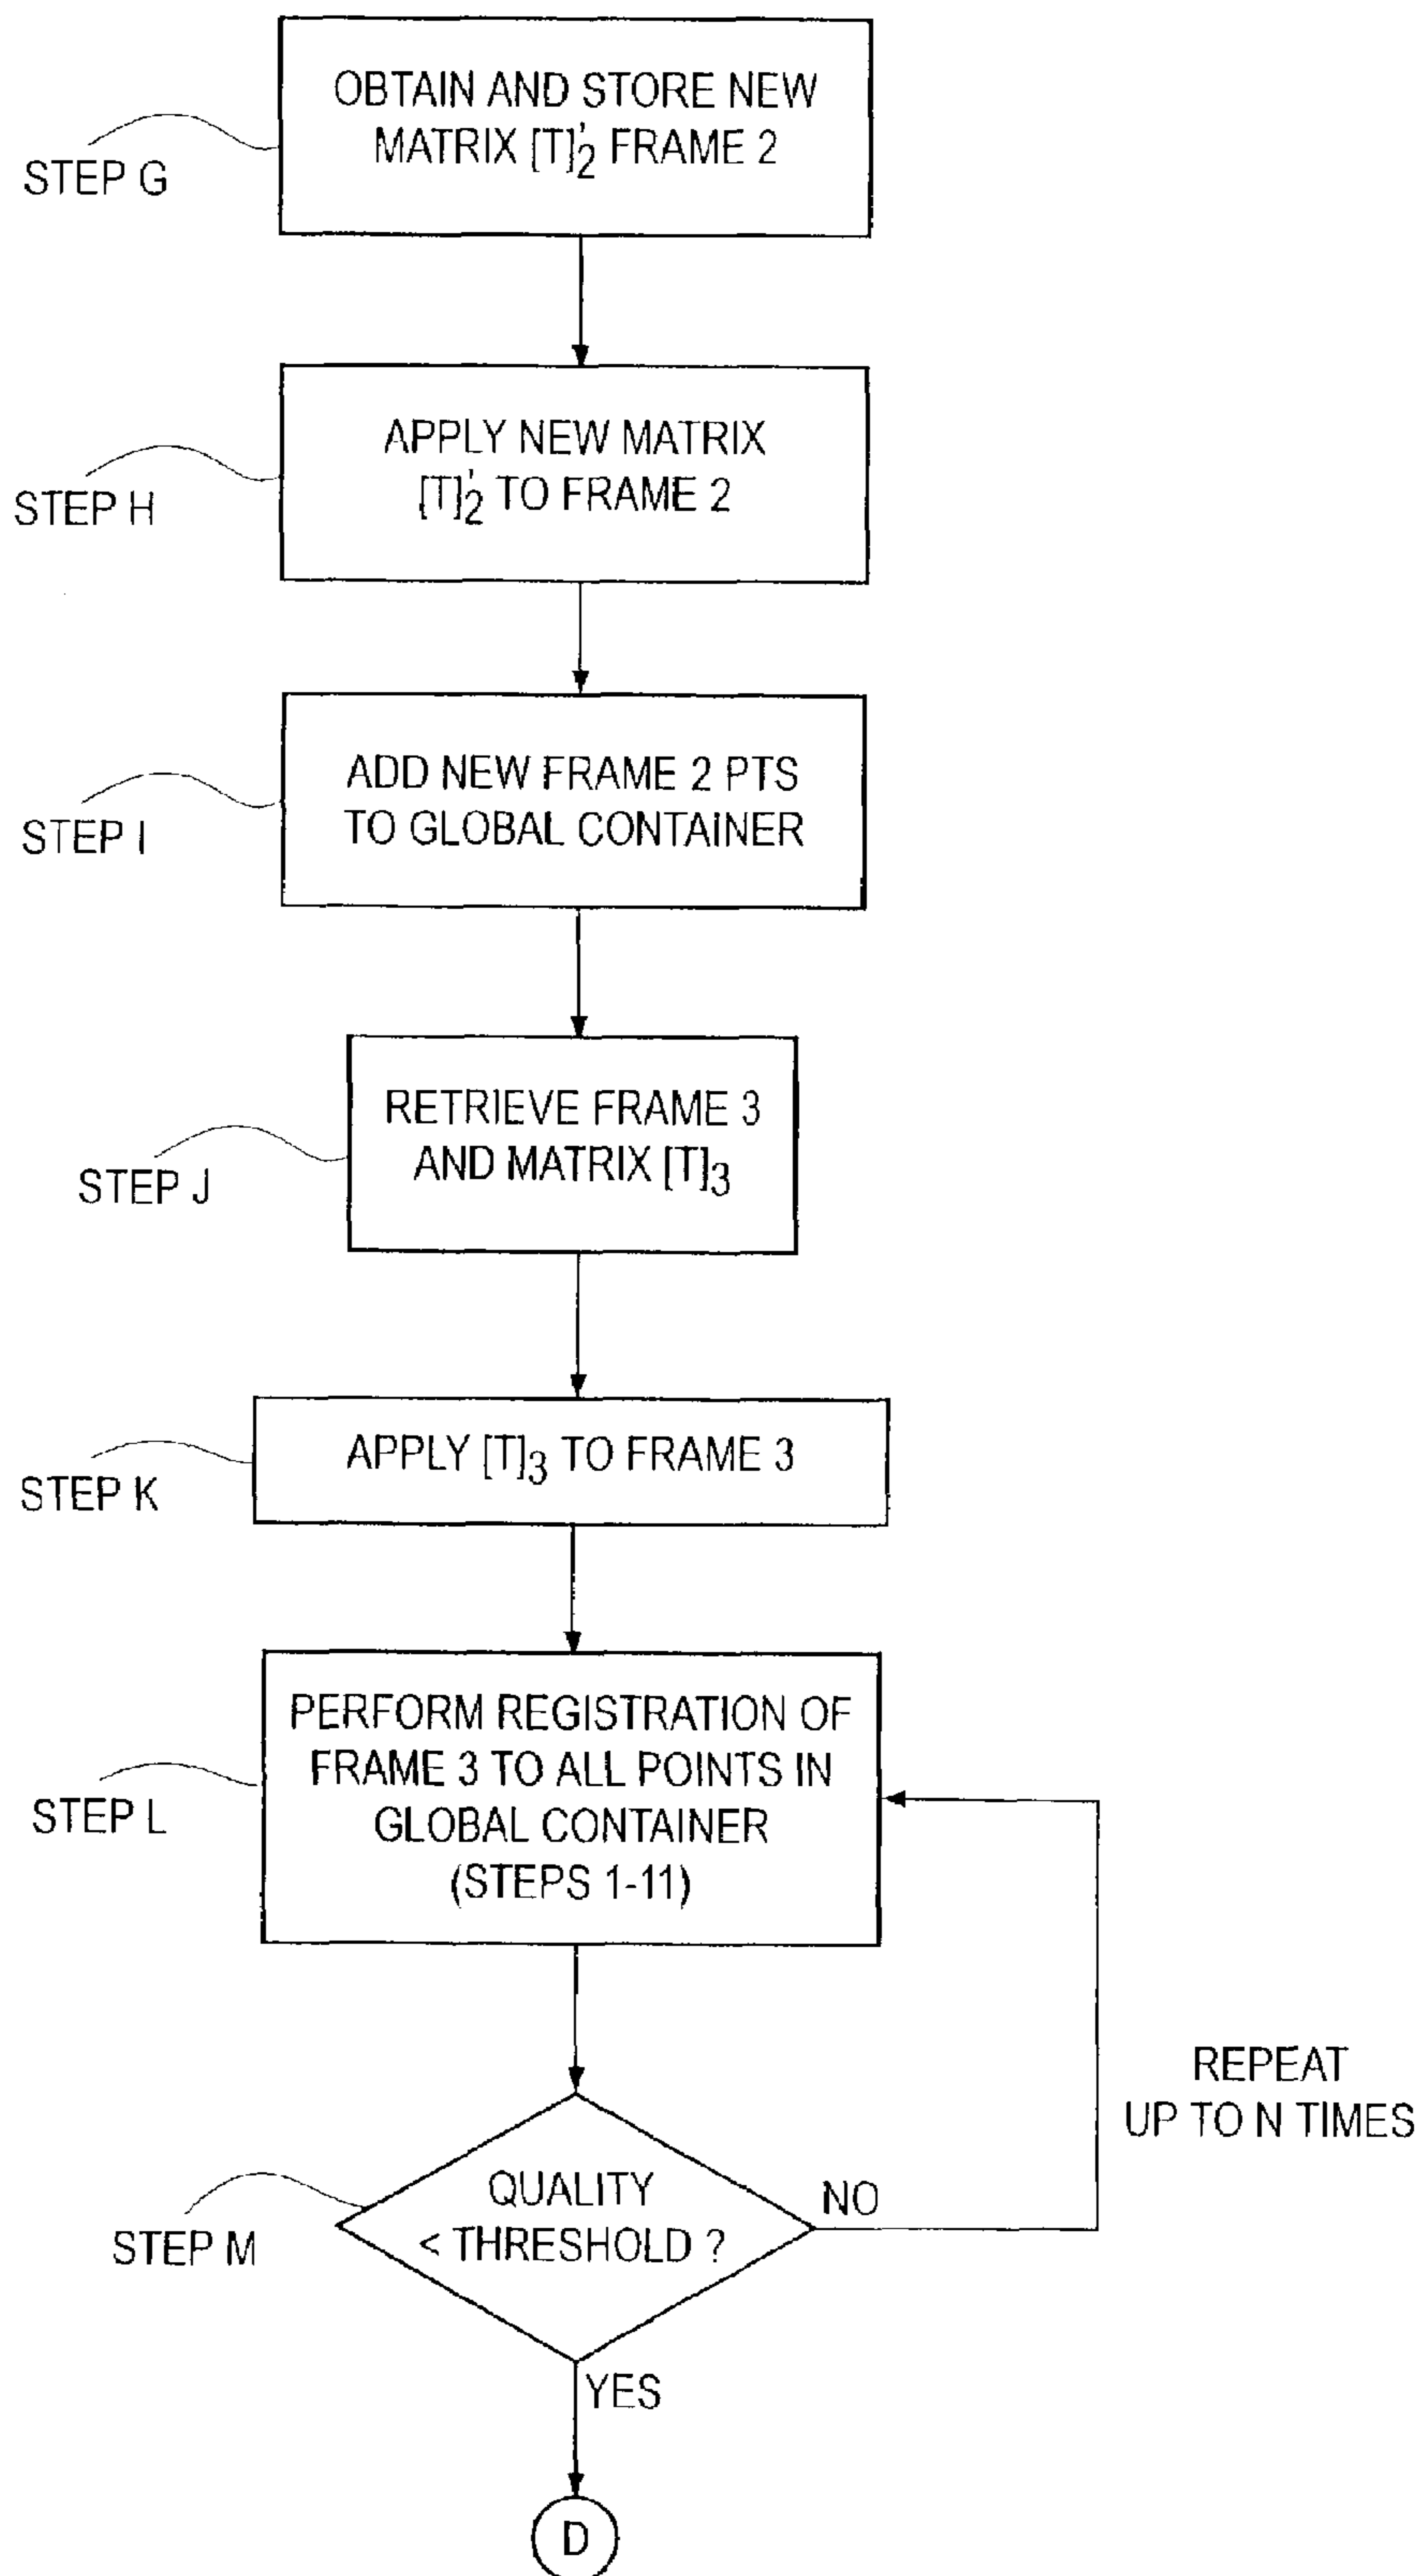 OBTAIN AND STORE NEW
MATRIX [T]'2 FRAME 2
STEP G
APPLY NEW MATRIX
[T]'2 TO FRAME 2
STEP H
ADD NEW FRAME 2 PTS
TO GLOBAL CONTAINER
STEP I
RETRIEVE FRAME 3
AND MATRIX [T]3
STEP J
APPLY [T]3 TO FRAME 3
STEP K
PERFORM REGISTRATION OF
FRAME 3 TO ALL POINTS IN
GLOBAL CONTAINER
(STEPS 1-11)
STEP L
REPEAT
UP TO N TIMES
QUALITY
< THRESHOLD ?
NO
STEP M
YES
D